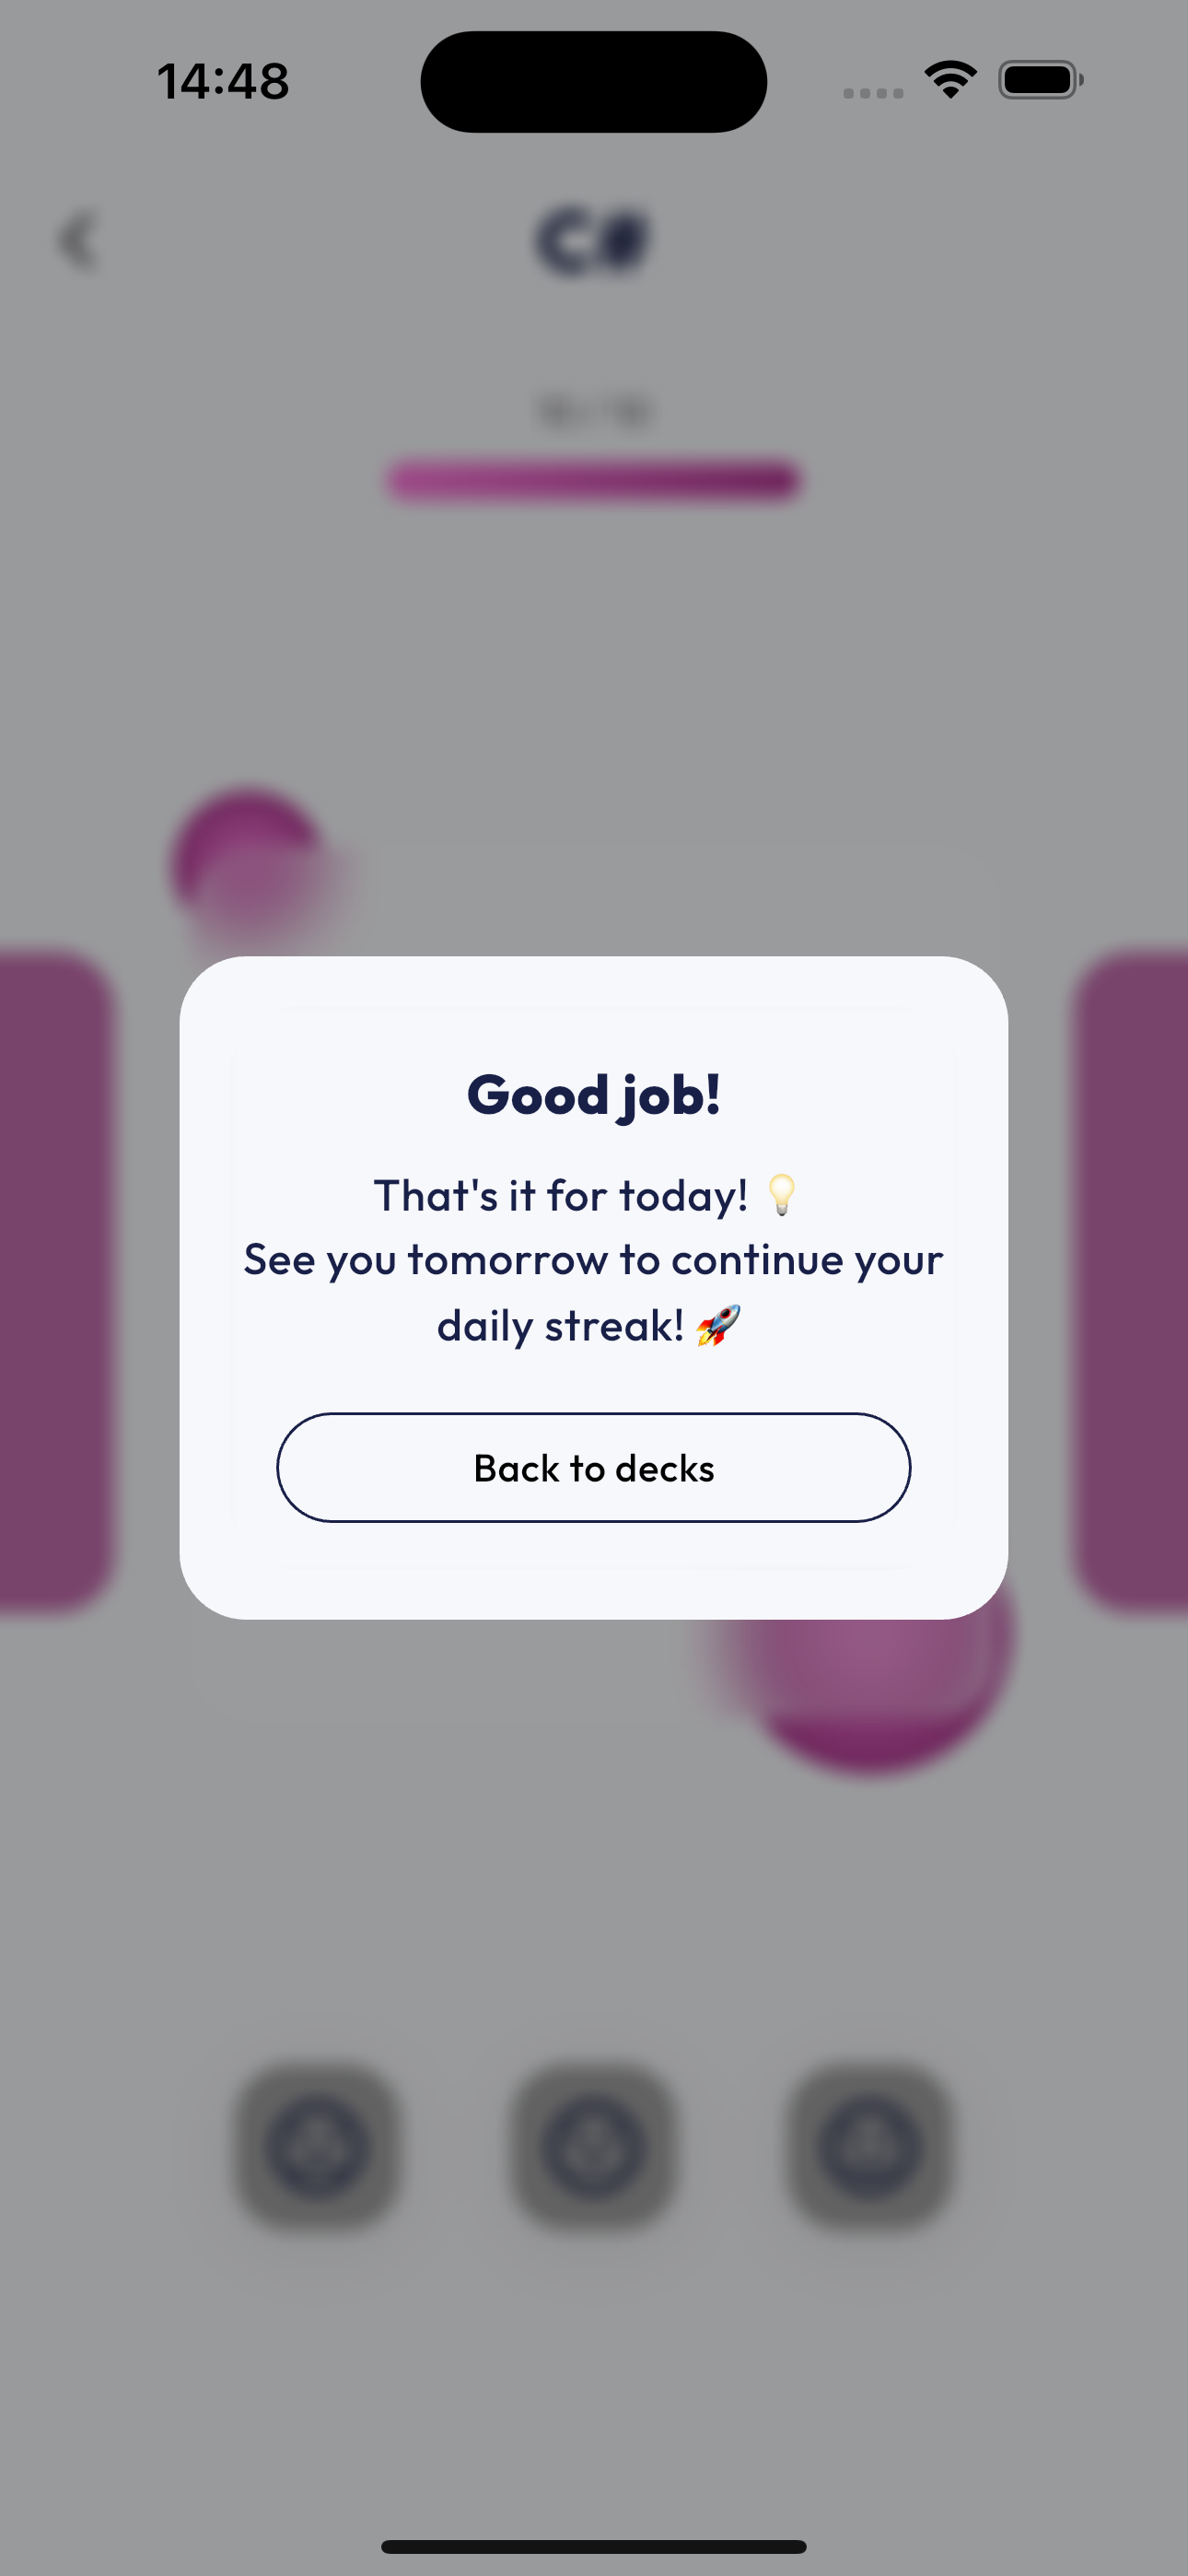 14:48
C#
Good job!
That's it for today! 💡
See you tomorrow to continue your
daily streak! 🚀
Back to decks